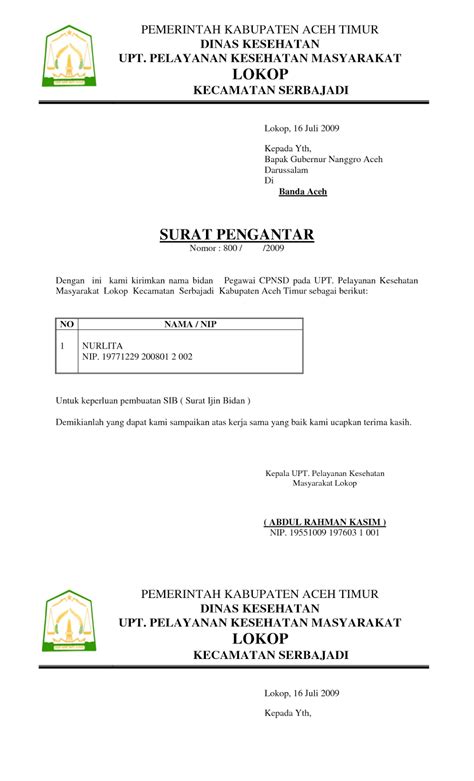 PEMERINTAH KABUPATEN ACEH TIMUR
DINAS KESEHATAN
UPT. PELAYANAN KESEHATAN MASYARAKAT
LOKOP
KECAMATAN SERBAJADI
Lokop, 16 Juli 2009
Kepada Yth,
Bapak Gubernur Nanggro Aceh
Darussalam
Di
Banda Aceh
SURAT PENGANTAR
Nomor : 800 / /2009
Dengan ini kami kirimkan nama bidan Pegawai CPNSD pada UPT. Pelayanan Kesehatan
Masyarakat Lokop Kecamatan Serbajadi Kabupaten Aceh Timur sebagai berikut:
NO NAMA / NIP
1 NURLITA
NIP. 19771229 200801 2 002
Untuk keperluan pembuatan SIB ( Surat Ijin Bidan )
Demikianlah yang dapat kami sampaikan atas kerja sama yang baik kami ucapkan terima kasih.
Kepala UPT. Pelayanan Kesehatan
Masyarakat Lokop
( ABDUL RAHMAN KASIM )
NIP. 19551009 197603 1 001
PEMERINTAH KABUPATEN ACEH TIMUR
DINAS KESEHATAN
UPT. PELAYANAN KESEHATAN MASYARAKAT
LOKOP
KECAMATAN SERBAJADI
Lokop, 16 Juli 2009
Kepada Yth,